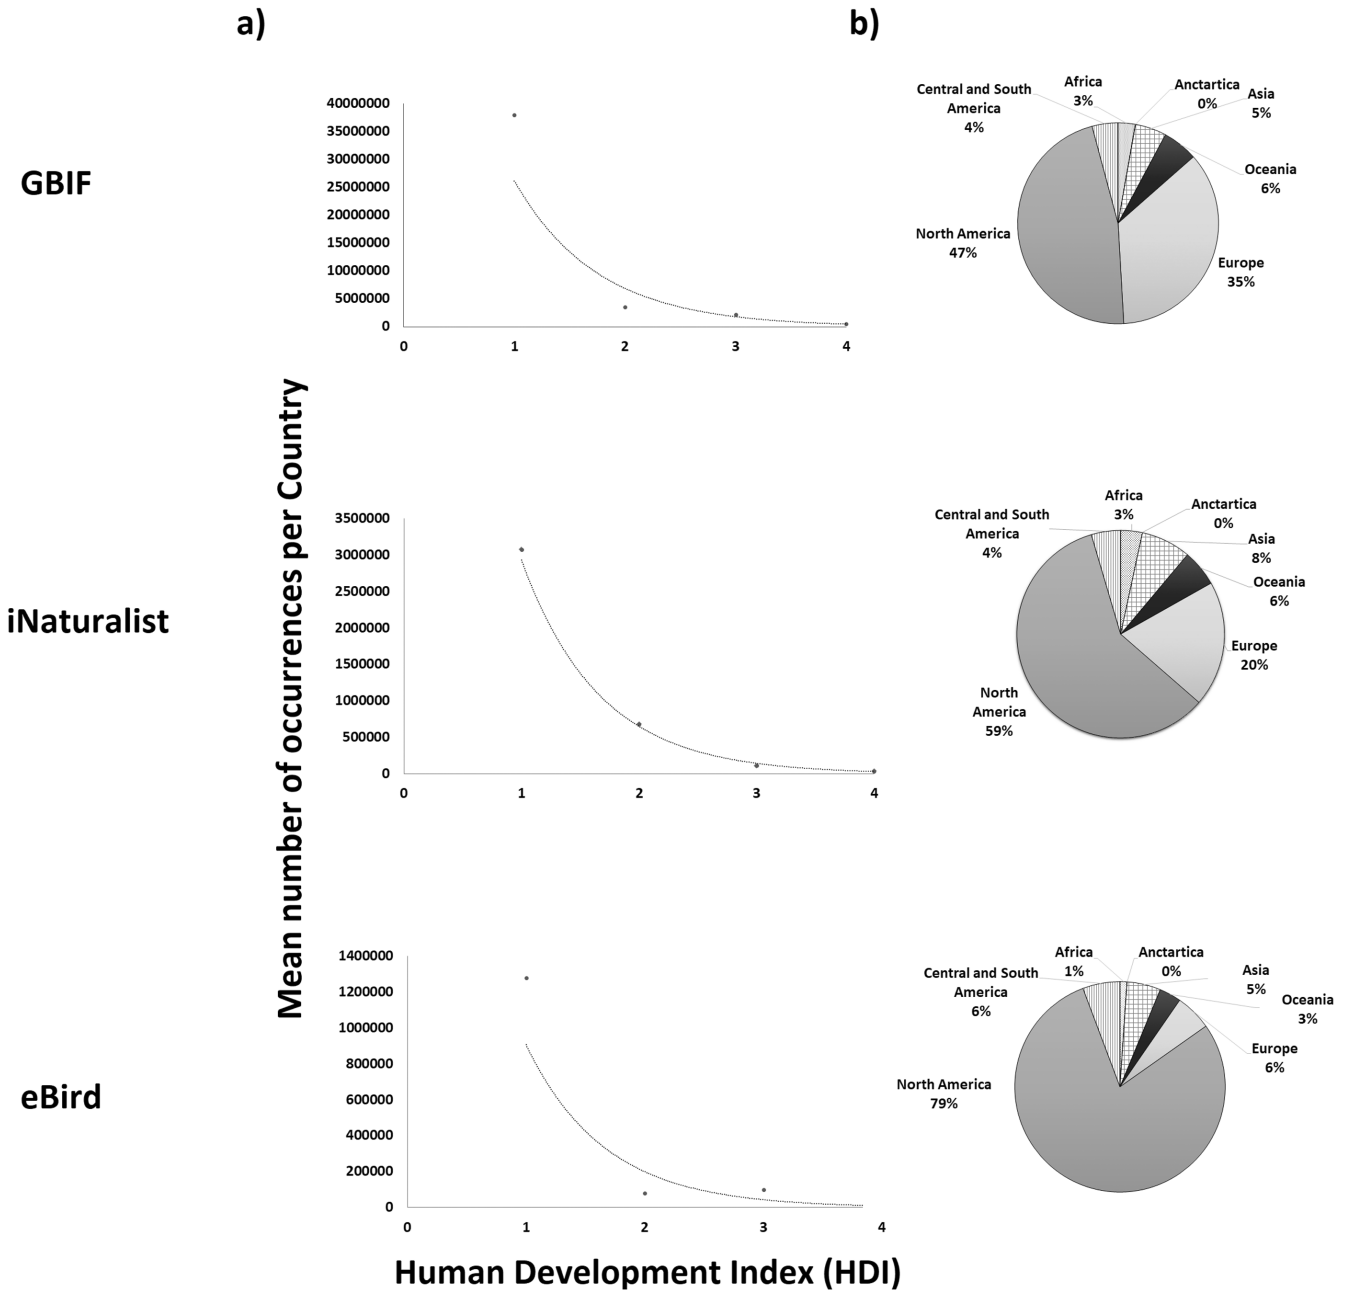 a)
b)
GBIF
40000000
35000000
30000000
25000000
20000000
15000000
10000000
5000000
0
0 1 2 3 4
Central and South
America
4%
Africa
3%
Anctartica
0%
Asia
5%
Oceania
6%
North America
47%
Europe
35%
Mean number of occurrences per Country
iNaturalist
3500000
3000000
2500000
2000000
1500000
1000000
500000
0
0 1 2 3 4
Central and South
America
4%
Africa
3%
Anctartica
0%
Asia
8%
Oceania
6%
Europe
20%
North
America
59%
eBird
1400000
1200000
1000000
800000
600000
400000
200000
0
0 1 2 3 4
Central and South
America
6%
Africa
1%
Anctartica
0%
Asia
5%
Oceania
3%
Europe
6%
North America
79%
Human Development Index (HDI)